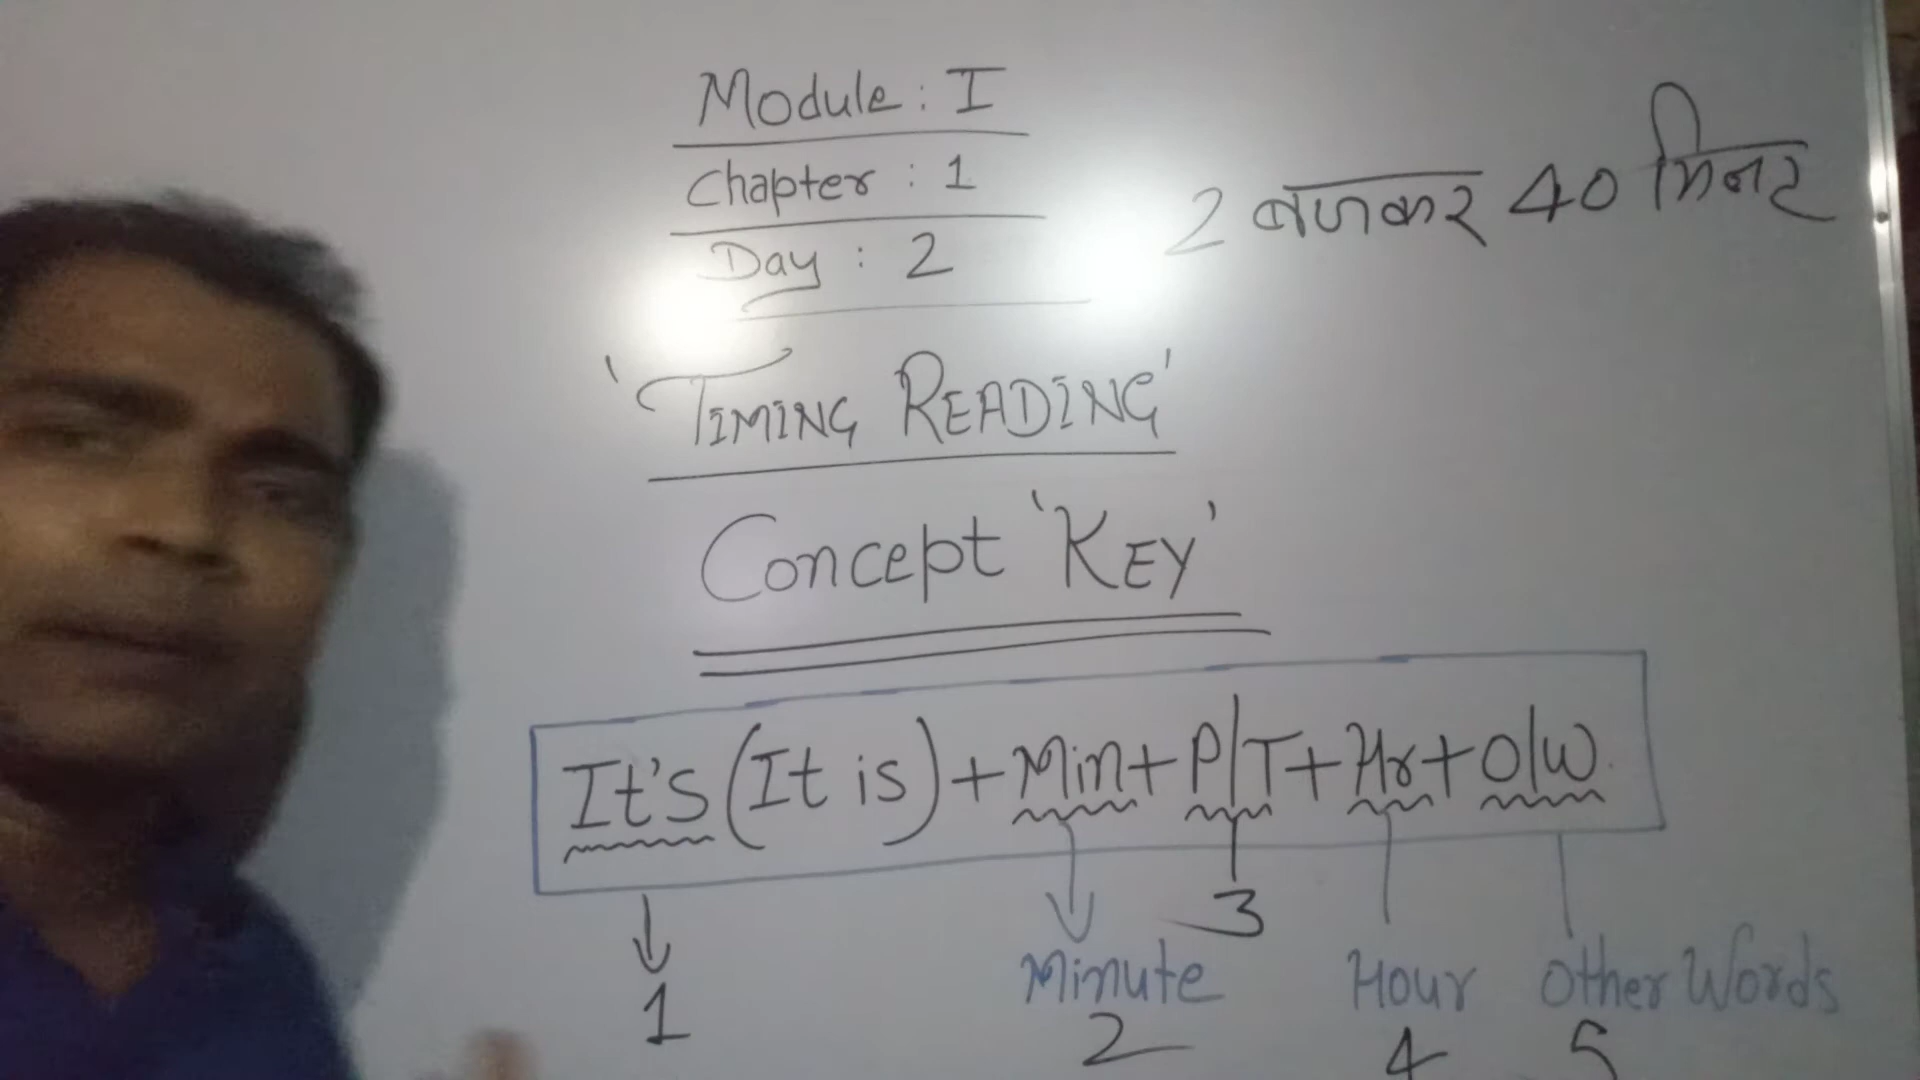 Module : I
Chapter : 1
Day : 2
2 बजकर 40 मिनट
'TIMING READING'
Concept 'KEY'
It's (It is) + Min + P/T + Hr + O/W
3
Minute Hour Other Words
1 2 4 5